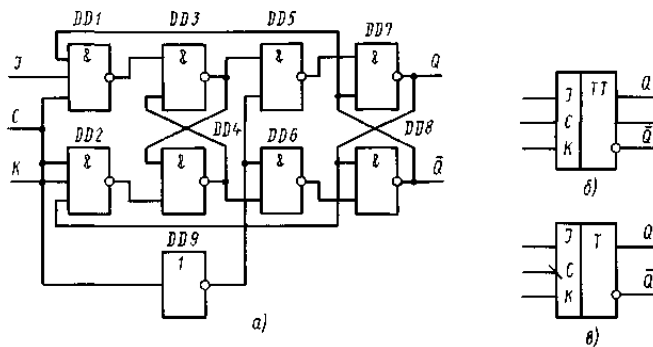 DD1 DD3 DD5 DD7
& & & &
J
Q
C
K
DD2 DD4 DD6 DD8
& & & &
Q̄
DD9
1
а)
J TT Q
C
K Q̄
б)
J T Q
C
K Q̄
в)